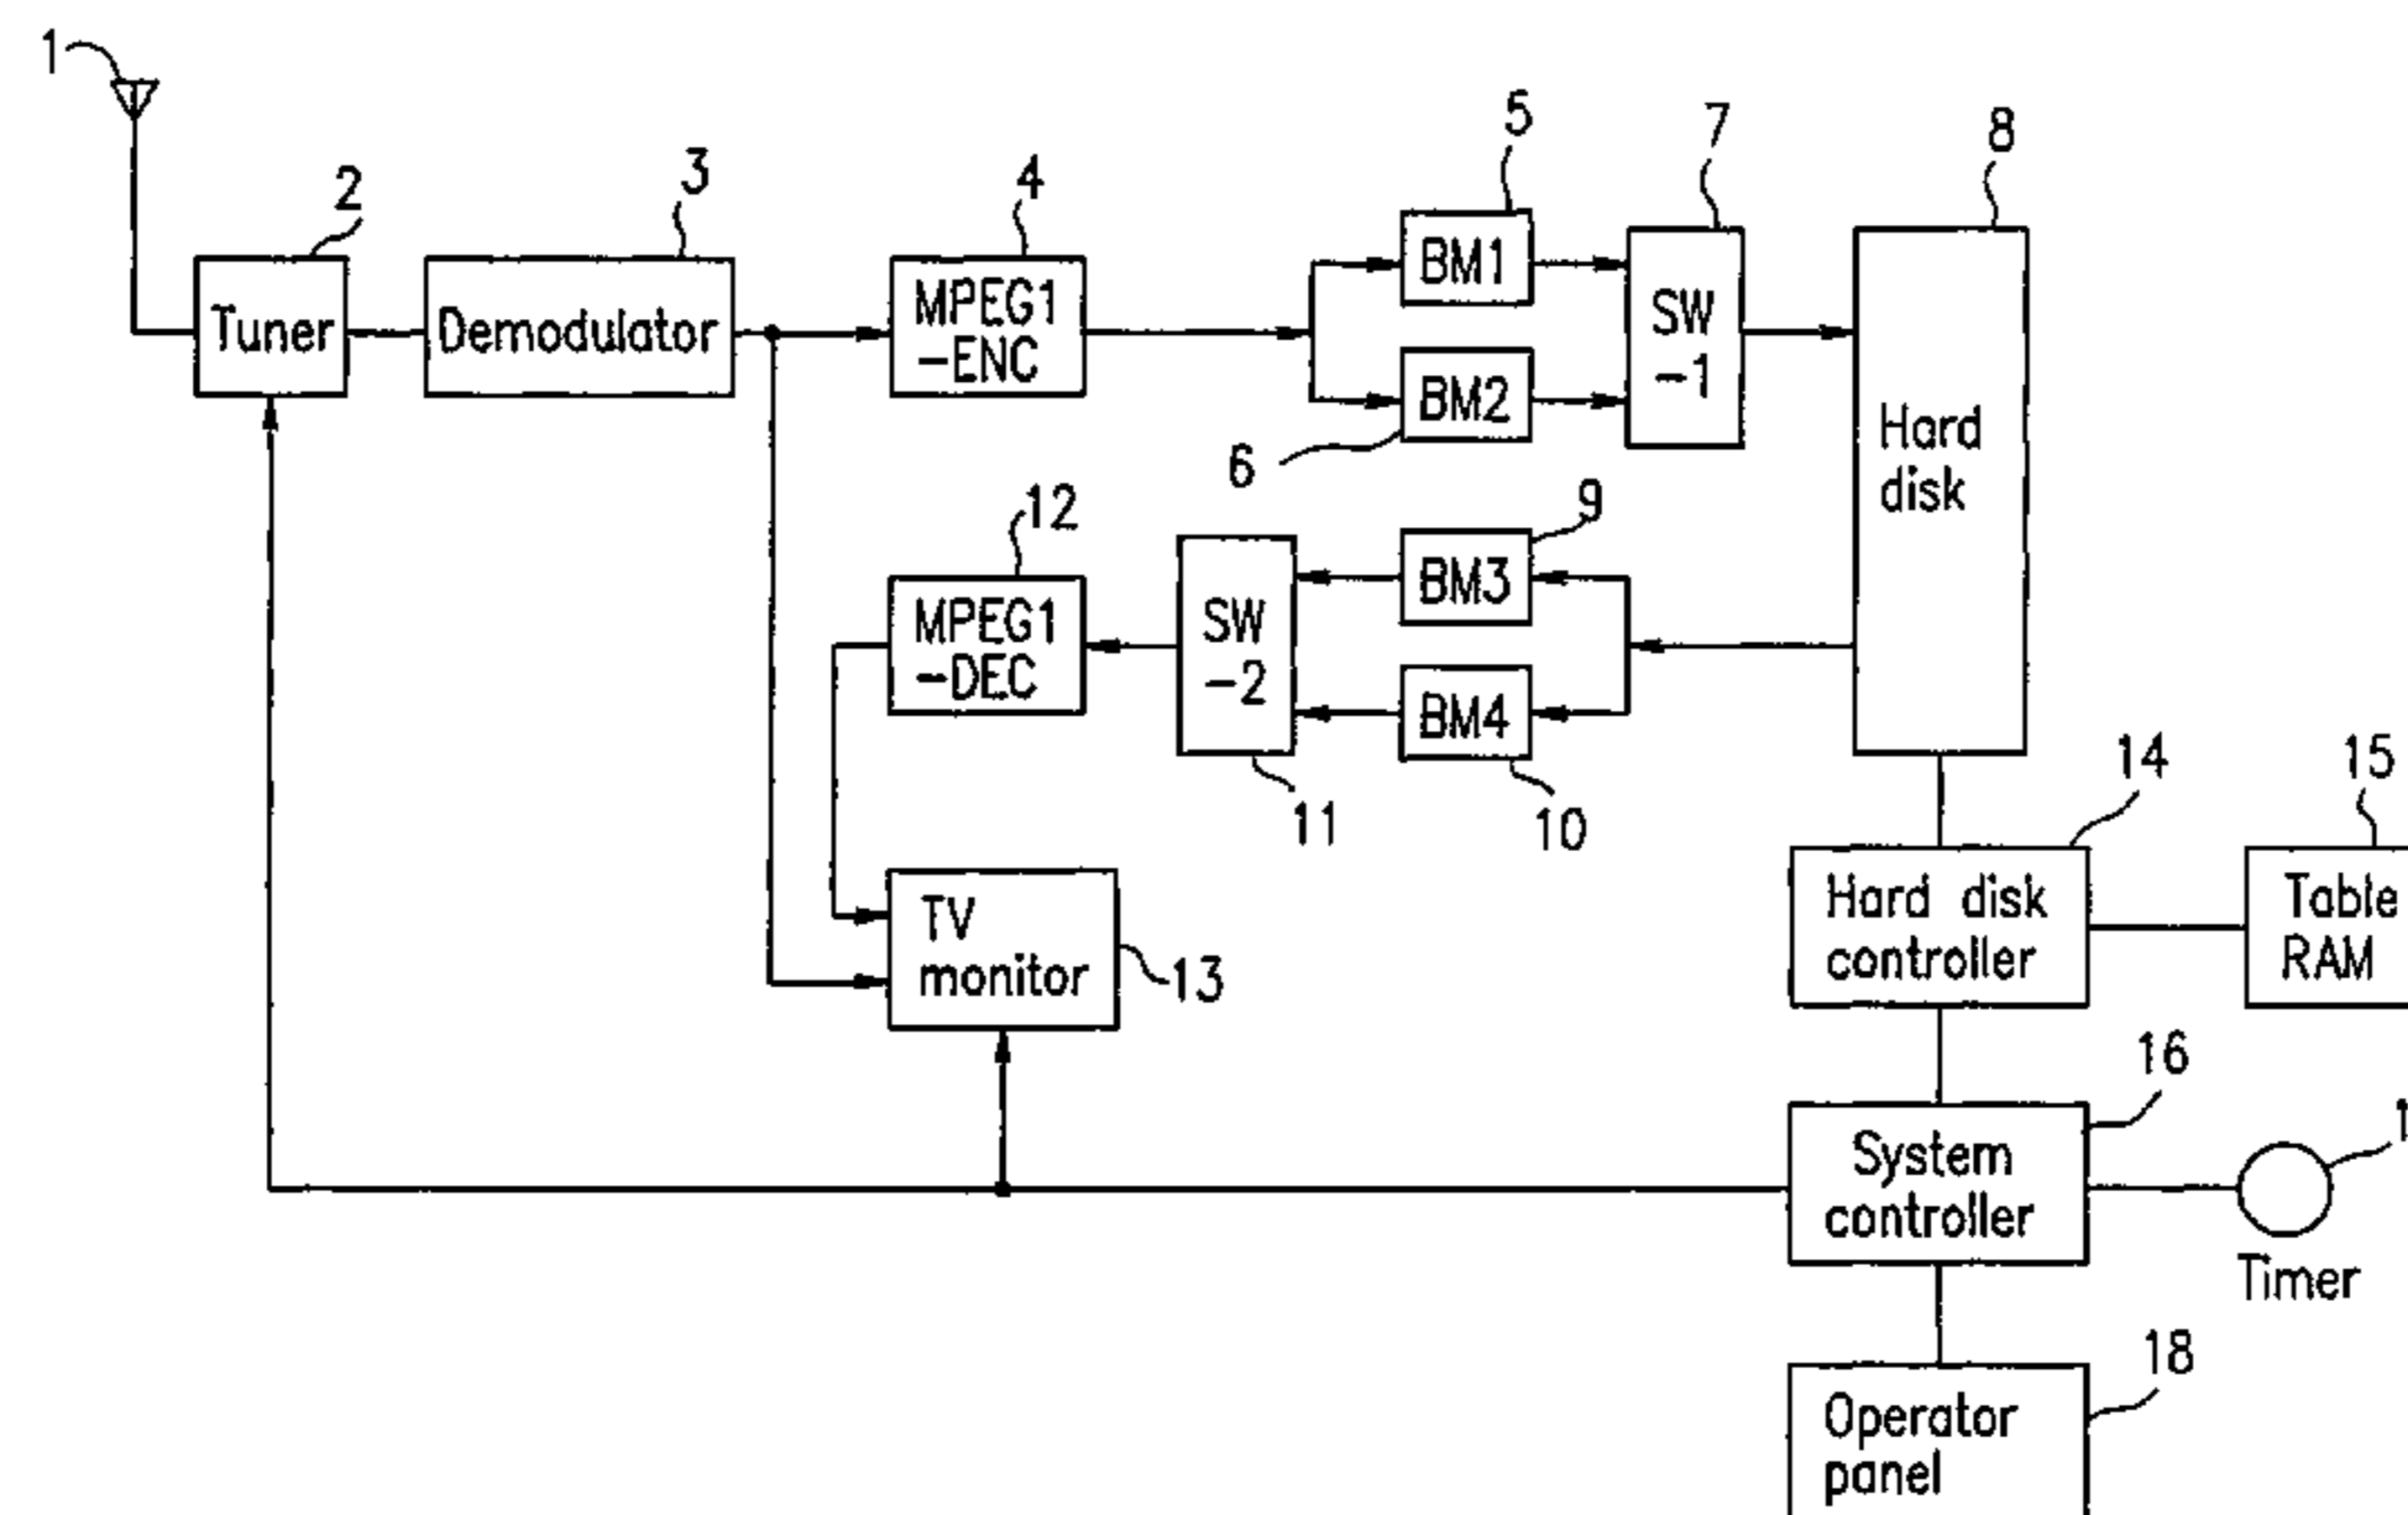 1
2
3
4
5
7
8
Tuner
Demodulator
MPEG1
-ENC
BM1
BM2
SW
-1
Hard
disk
6
12
9
MPEG1
-DEC
SW
-2
BM3
BM4
11
10
14
15
TV
monitor
13
Hard disk
controller
Table
RAM
16
System
controller
Timer
18
Operator
panel